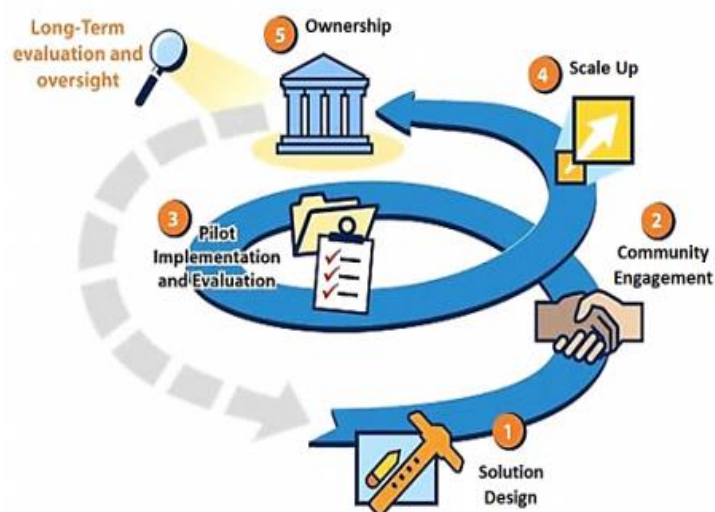 Long-Term
evaluation and
oversight
5 Ownership
4 Scale Up
3 Pilot
Implementation
and Evaluation
2
Community
Engagement
1
Solution
Design